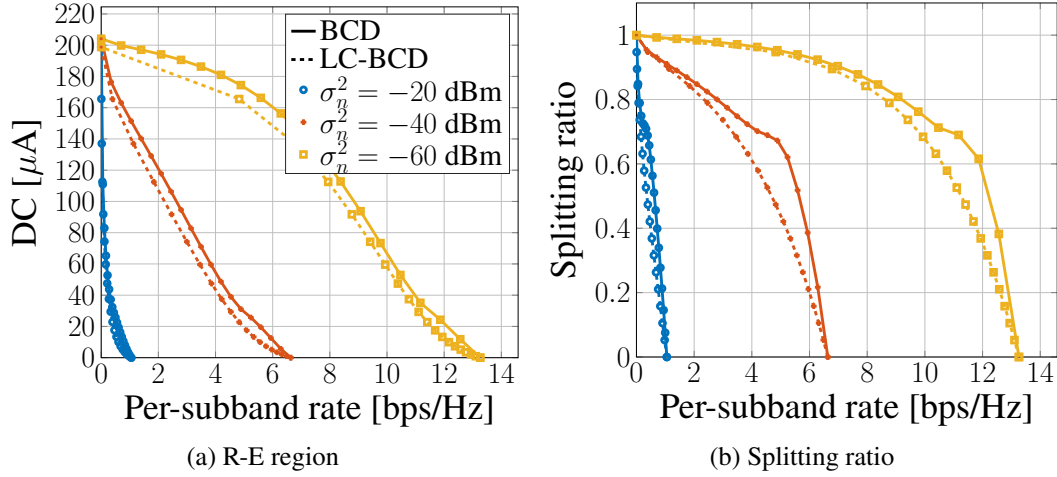 220
200
180
160
140
120
100
80
60
40
20
0
DC [μA]
BCD
LC-BCD
σ_n^2 = −20 dBm
σ_n^2 = −40 dBm
σ_n^2 = −60 dBm
0 2 4 6 8 10 12 14
Per-subband rate [bps/Hz]
(a) R-E region
1
0.8
0.6
0.4
0.2
0
Splitting ratio
0 2 4 6 8 10 12 14
Per-subband rate [bps/Hz]
(b) Splitting ratio